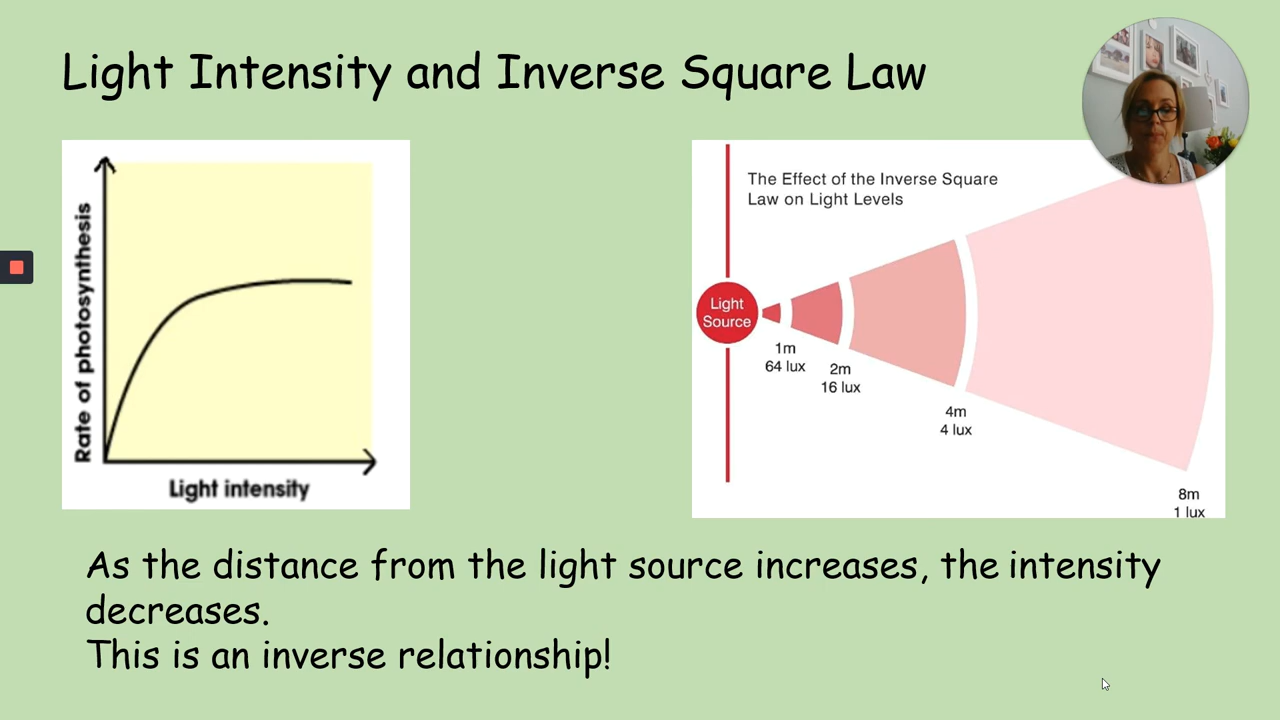 Light Intensity and Inverse Square Law
Rate of photosynthesis
Light intensity
The Effect of the Inverse Square
Law on Light Levels
Light
Source
1m
64 lux
2m
16 lux
4m
4 lux
8m
1 lux
As the distance from the light source increases, the intensity
decreases.
This is an inverse relationship!